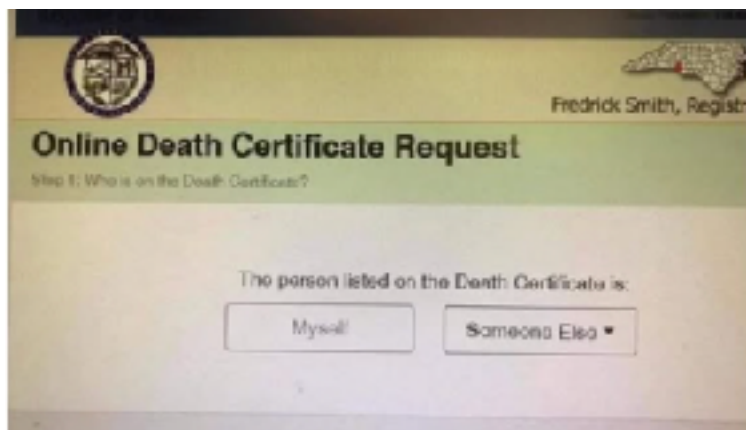 Fredrick Smith, Regist
Online Death Certificate Request
Step 1: Who is on the Death Certificate?
The person listed on the Death Certificate is:
Myself
Someone Else